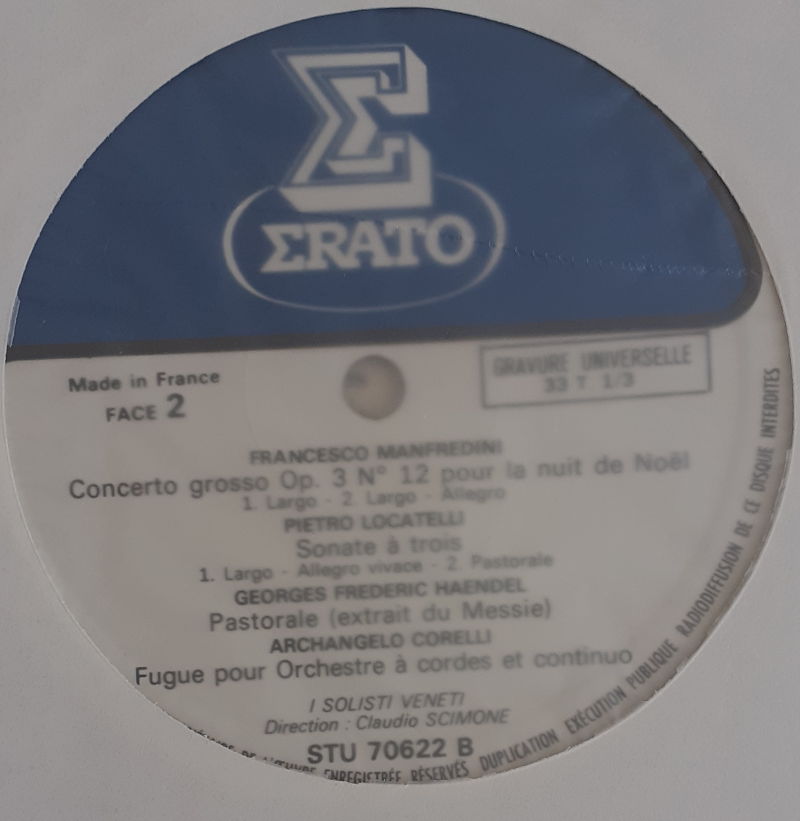 ΣRATO
Made in France
FACE 2
GRAVURE UNIVERSELLE
33 T 1/3
FRANCESCO MANFREDINI
Concerto grosso Op. 3 N° 12 pour la nuit de Noël
1. Largo - 2. Largo - Allegro
PIETRO LOCATELLI
Sonate à trois
1. Largo - Allegro vivace - 2. Pastorale
GEORGES FREDERIC HAENDEL
Pastorale (extrait du Messie)
ARCHANGELO CORELLI
Fugue pour Orchestre à cordes et continuo
I SOLISTI VENETI
Direction : Claudio SCIMONE
STU 70622 B
DE L'ŒUVRE ENREGISTRÉE RÉSERVÉS DUPLICATION EXÉCUTION PUBLIQUE RADIODIFFUSION DE CE DISQUE INTERDITES